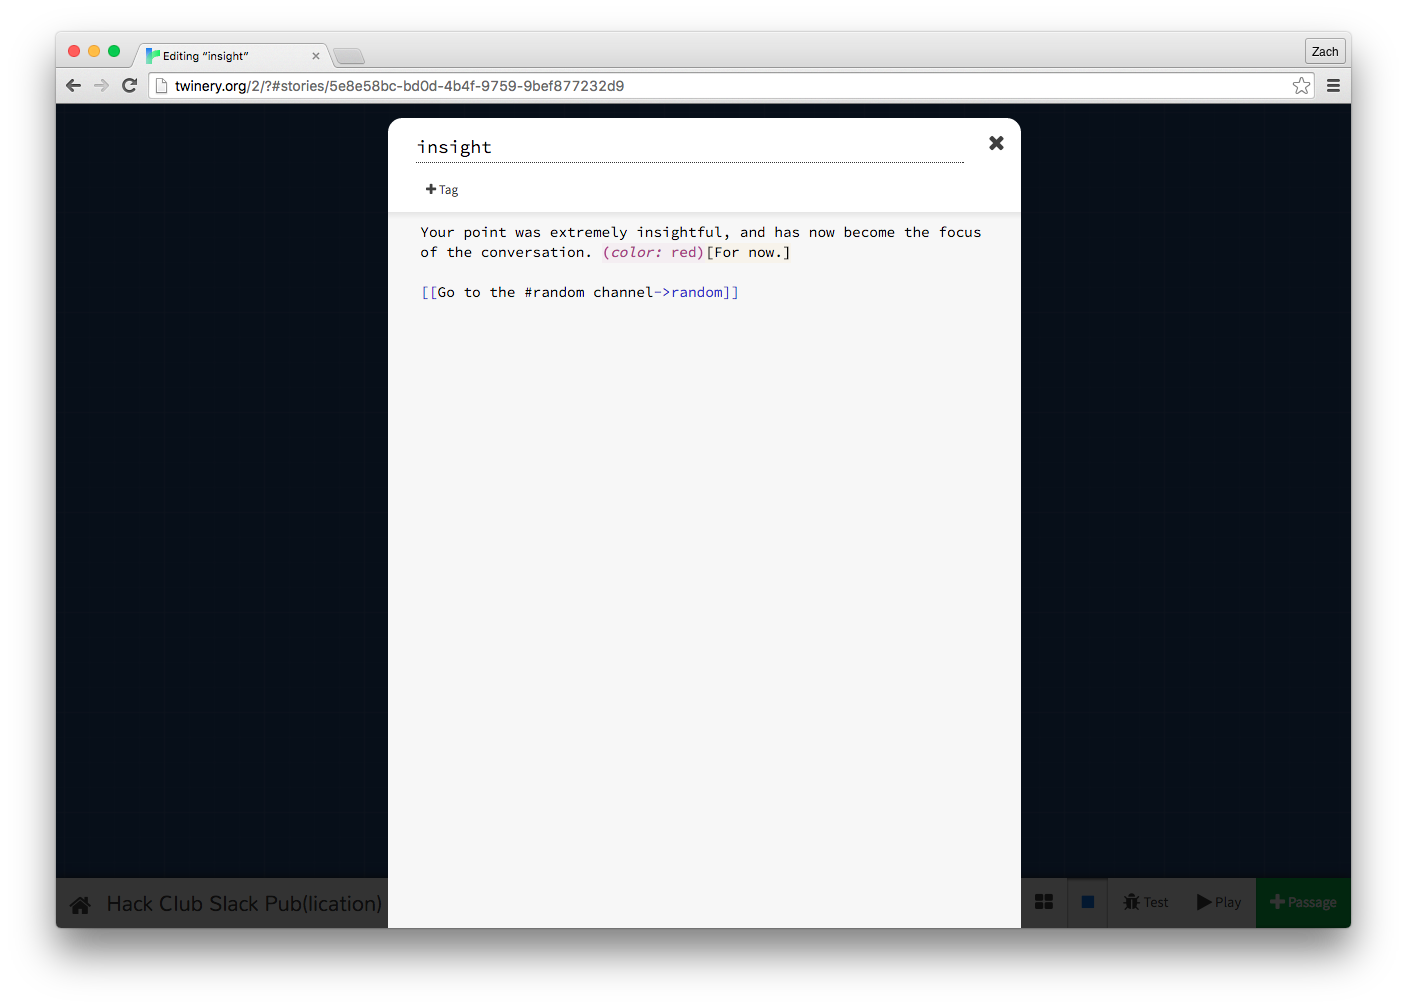 Editing “insight”
Zach
twinery.org/2/?#stories/5e8e58bc-bd0d-4b4f-9759-9bef877232d9
insight
Tag
Your point was extremely insightful, and has now become the focus
of the conversation. (color: red)[For now.]
[[Go to the #random channel->random]]
Hack Club Slack Pub(lication)
Test
Play
Passage